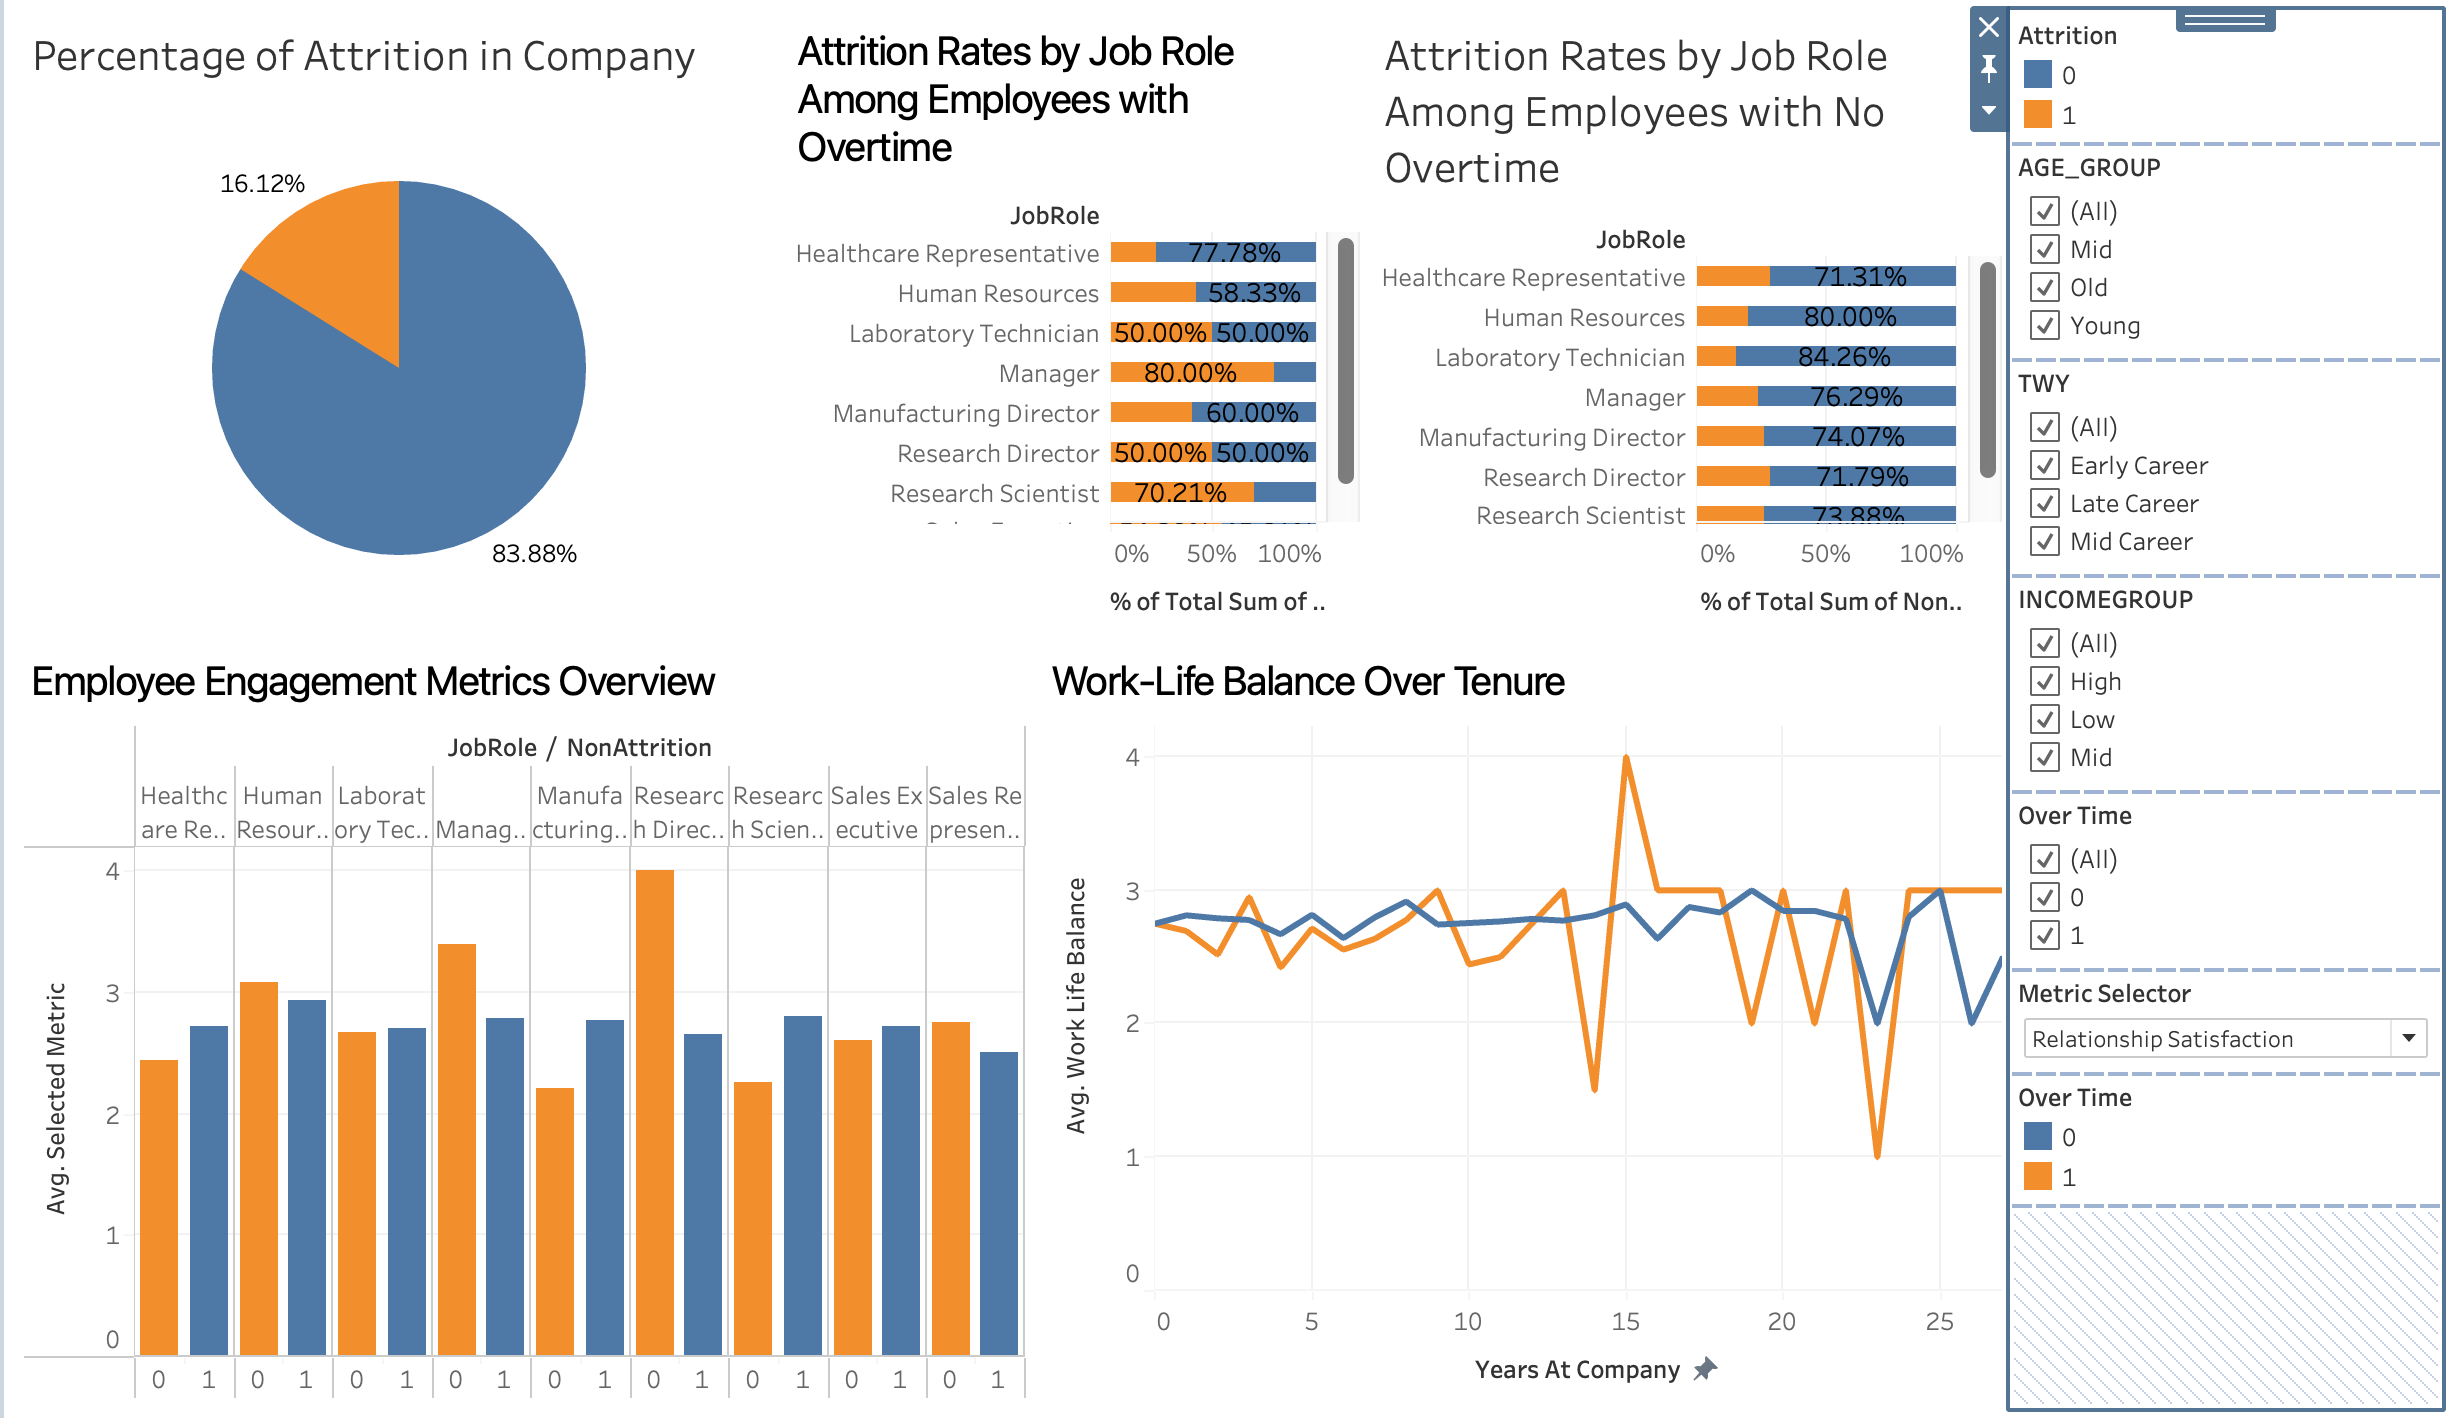 Percentage of Attrition in Company
16.12%
83.88%
Attrition Rates by Job Role
Among Employees with
Overtime
JobRole
Healthcare Representative
77.78%
Human Resources
58.33%
Laboratory Technician
50.00% 50.00%
Manager
80.00%
Manufacturing Director
60.00%
Research Director
50.00% 50.00%
Research Scientist
70.21%
0% 50% 100%
% of Total Sum of ..
Attrition Rates by Job Role
Among Employees with No
Overtime
JobRole
Healthcare Representative
71.31%
Human Resources
80.00%
Laboratory Technician
84.26%
Manager
76.29%
Manufacturing Director
74.07%
Research Director
71.79%
Research Scientist
73.88%
0% 50% 100%
% of Total Sum of Non..
Employee Engagement Metrics Overview
JobRole / NonAttrition
Healthc
are Re..
Human
Resour..
Laborat
ory Tec..
Manag..
Manufa
cturing..
Researc
h Direc..
Researc
h Scien..
Sales Ex
ecutive
Sales Re
presen..
Avg. Selected Metric
4
3
2
1
0
0 1 0 1 0 1 0 1 0 1 0 1 0 1 0 1 0 1
Work-Life Balance Over Tenure
Avg. Work Life Balance
4
3
2
1
0
0 5 10 15 20 25
Years At Company
Attrition
0
1
AGE_GROUP
(All)
Mid
Old
Young
TWY
(All)
Early Career
Late Career
Mid Career
INCOMEGROUP
(All)
High
Low
Mid
Over Time
(All)
0
1
Metric Selector
Relationship Satisfaction
Over Time
0
1